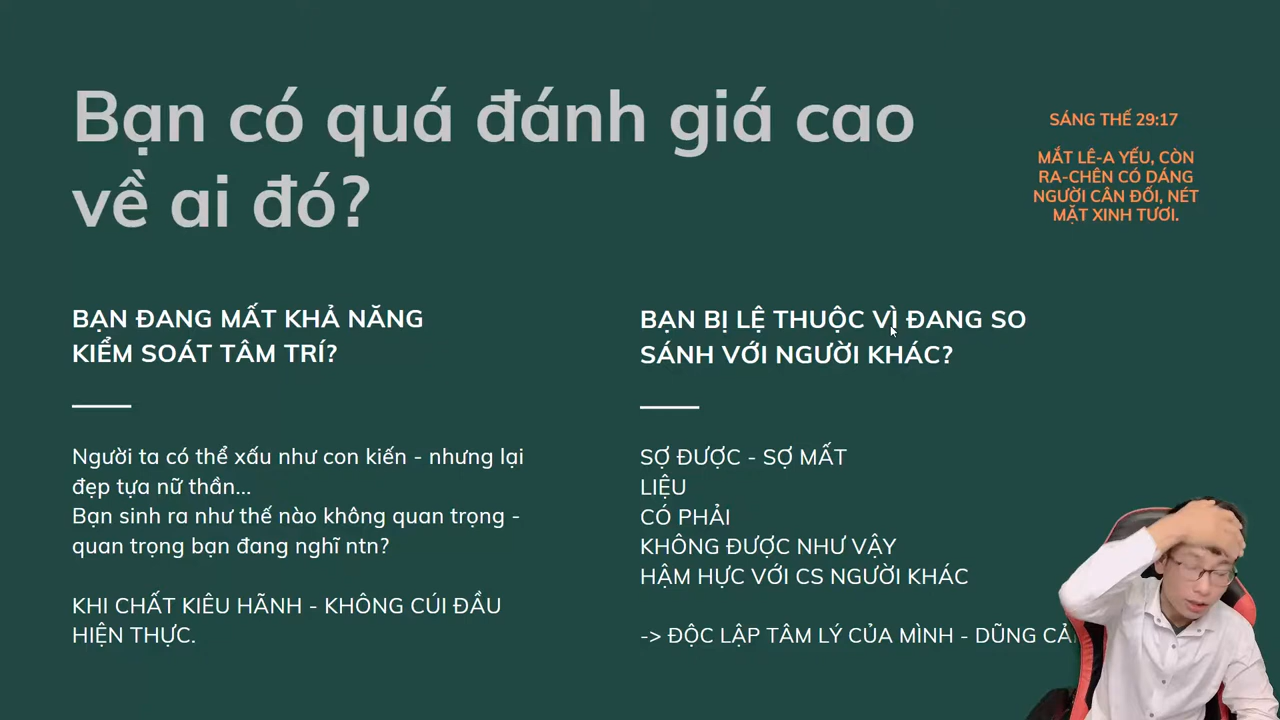 Bạn có quá đánh giá cao
về ai đó?
SÁNG THẾ 29:17
MẮT LÊ-A YẾU, CÒN
RA-CHÊN CÓ DÁNG
NGƯỜI CÂN ĐỐI, NÉT
MẶT XINH TƯƠI.
BẠN ĐANG MẤT KHẢ NĂNG
KIỂM SOÁT TÂM TRÍ?
Người ta có thể xấu như con kiến - nhưng lại
đẹp tựa nữ thần...
Bạn sinh ra như thế nào không quan trọng -
quan trọng bạn đang nghĩ ntn?
KHI CHẤT KIÊU HÃNH - KHÔNG CÚI ĐẦU
HIỆN THỰC.
BẠN BỊ LỆ THUỘC VÌ ĐANG SO
SÁNH VỚI NGƯỜI KHÁC?
SỢ ĐƯỢC - SỢ MẤT
LIỆU
CÓ PHẢI
KHÔNG ĐƯỢC NHƯ VẬY
HẬM HỰC VỚI CS NGƯỜI KHÁC
-> ĐỘC LẬP TÂM LÝ CỦA MÌNH - DŨNG